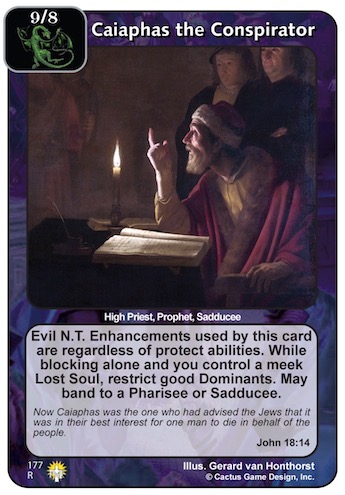 9/8
Caiaphas the Conspirator
High Priest, Prophet, Sadducee
Evil N.T. Enhancements used by this card
are regardless of protect abilities. While
blocking alone and you control a meek
Lost Soul, restrict good Dominants. May
band to a Pharisee or Sadducee.
Now Caiaphas was the one who had advised the Jews that it
was in their best interest for one man to die in behalf of the
people.
John 18:14
177
R
Illus. Gerard van Honthorst
© Cactus Game Design, Inc.